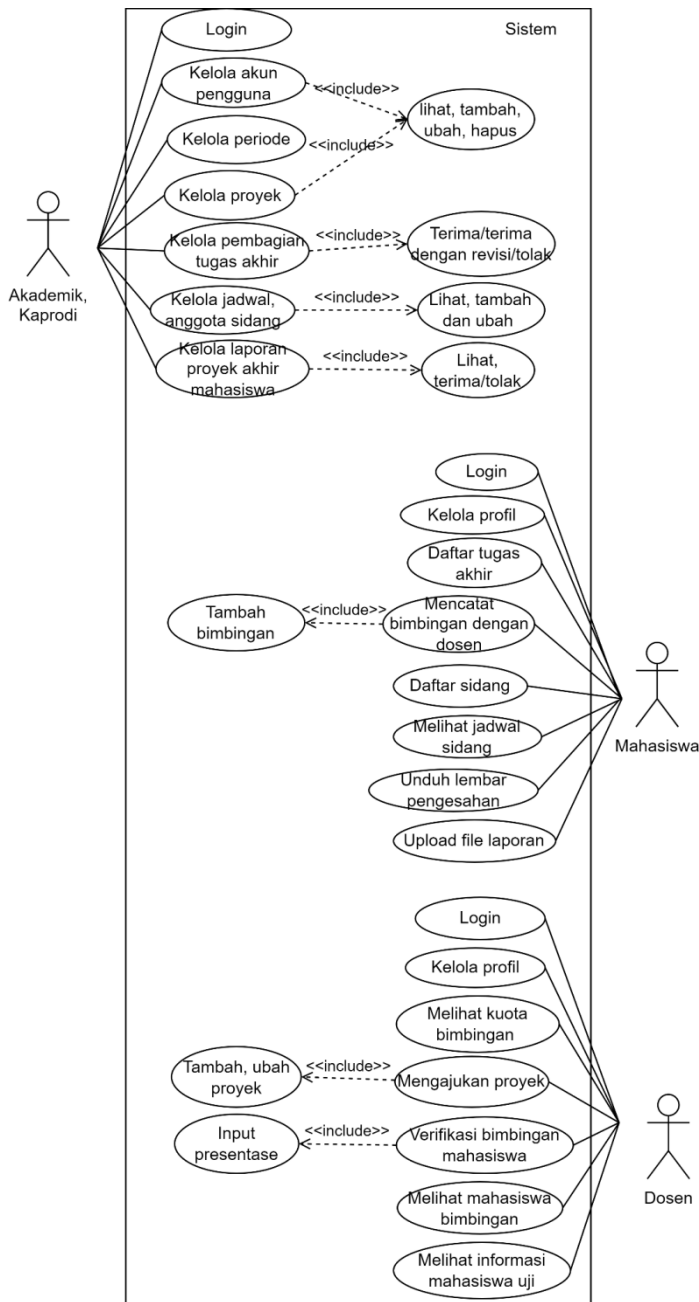 Sistem
Login
Kelola akun
pengguna
<<include>>
lihat, tambah,
ubah, hapus
Kelola periode
<<include>>
Kelola proyek
Kelola pembagian
tugas akhir
<<include>>
Terima/terima
dengan revisi/tolak
Akademik,
Kaprodi
Kelola jadwal,
anggota sidang
<<include>>
Lihat, tambah
dan ubah
Kelola laporan
proyek akhir
mahasiswa
<<include>>
Lihat,
terima/tolak
Login
Kelola profil
Daftar tugas
akhir
Tambah
bimbingan
<<include>>
Mencatat
bimbingan dengan
dosen
Daftar sidang
Melihat jadwal
sidang
Mahasiswa
Unduh lembar
pengesahan
Upload file laporan
Login
Kelola profil
Melihat kuota
bimbingan
Tambah, ubah
proyek
<<include>>
Mengajukan proyek
Input
presentase
<<include>>
Verifikasi bimbingan
mahasiswa
Melihat mahasiswa
bimbingan
Dosen
Melihat informasi
mahasiswa uji